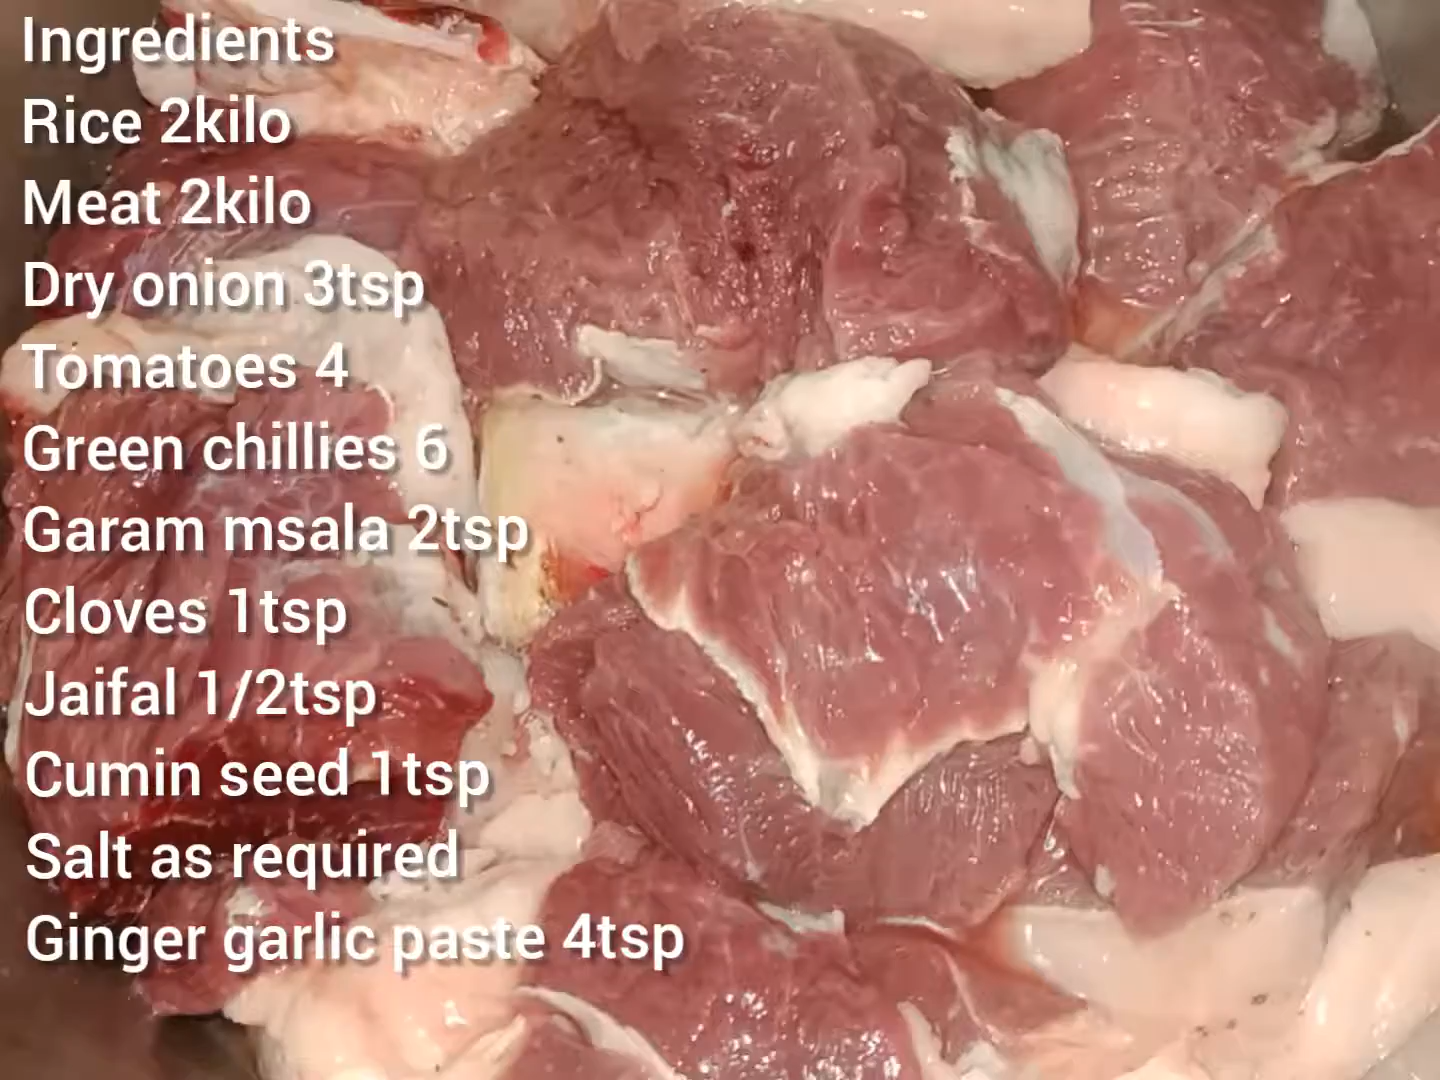 Ingredients
Rice 2kilo
Meat 2kilo
Dry onion 3tsp
Tomatoes 4
Green chillies 6
Garam msala 2tsp
Cloves 1tsp
Jaifal 1/2tsp
Cumin seed 1tsp
Salt as required
Ginger garlic paste 4tsp